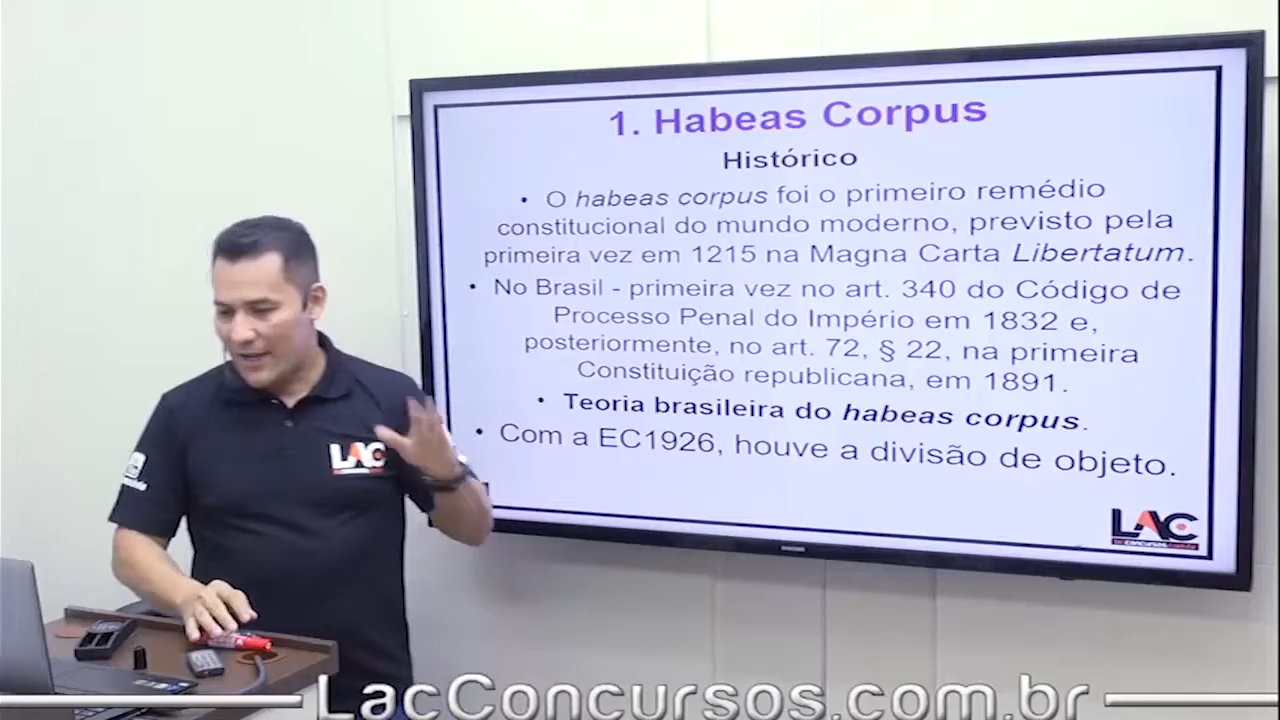 1. Habeas Corpus
Histórico
• O habeas corpus foi o primeiro remédio
constitucional do mundo moderno, previsto pela
primeira vez em 1215 na Magna Carta Libertatum.
• No Brasil - primeira vez no art. 340 do Código de
Processo Penal do Império em 1832 e,
posteriormente, no art. 72, § 22, na primeira
Constituição republicana, em 1891.
• Teoria brasileira do habeas corpus.
• Com a EC1926, houve a divisão de objeto.
LAC
LAC
LacConcursos.com.br